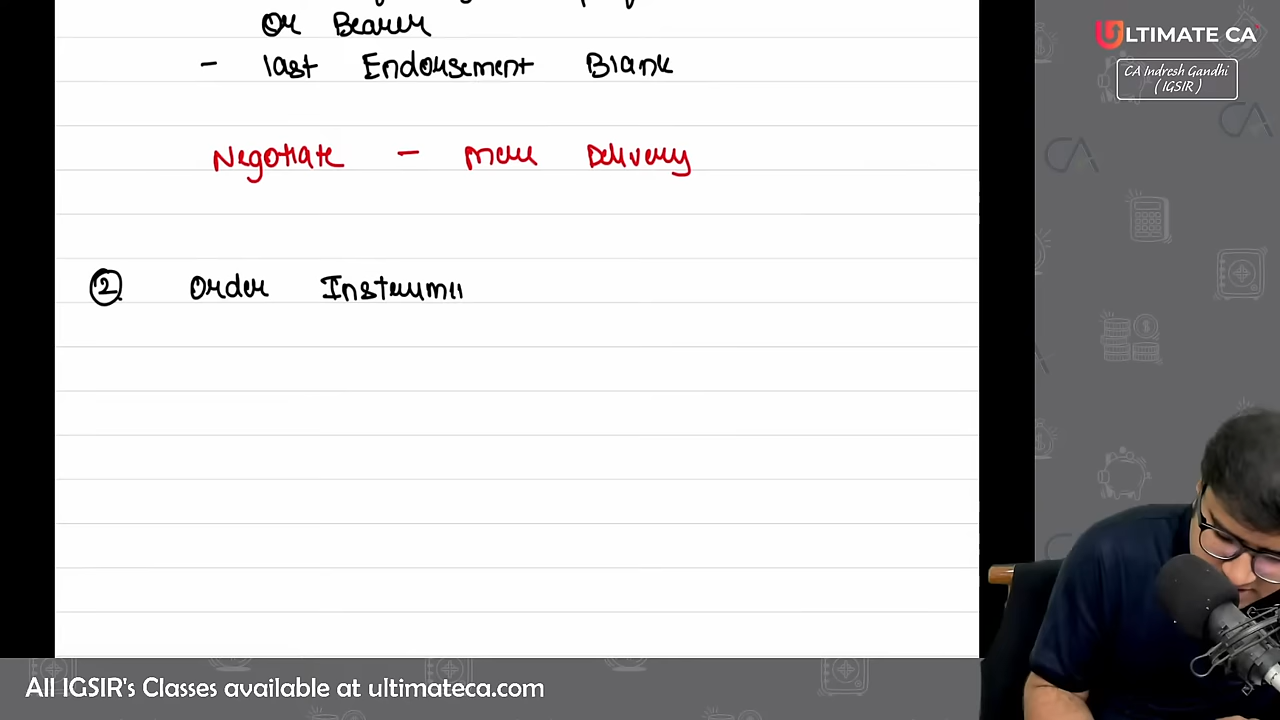 Or Bearer
- last Endorsement Blank
Negotiate - mere Delivery
② Order Instrum
ULTIMATE CA
CA Indresh Gandhi
( IGSIR )
All IGSIR's Classes available at ultimateca.com